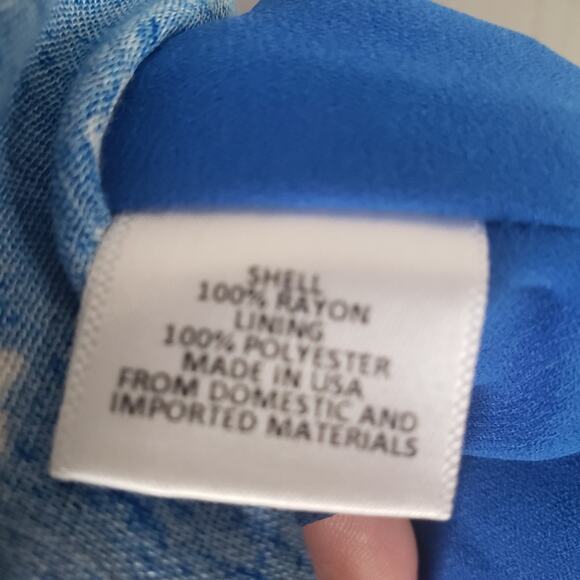 SHELL
100% RAYON
LINING
100% POLYESTER
MADE IN USA
FROM DOMESTIC AND
IMPORTED MATERIALS